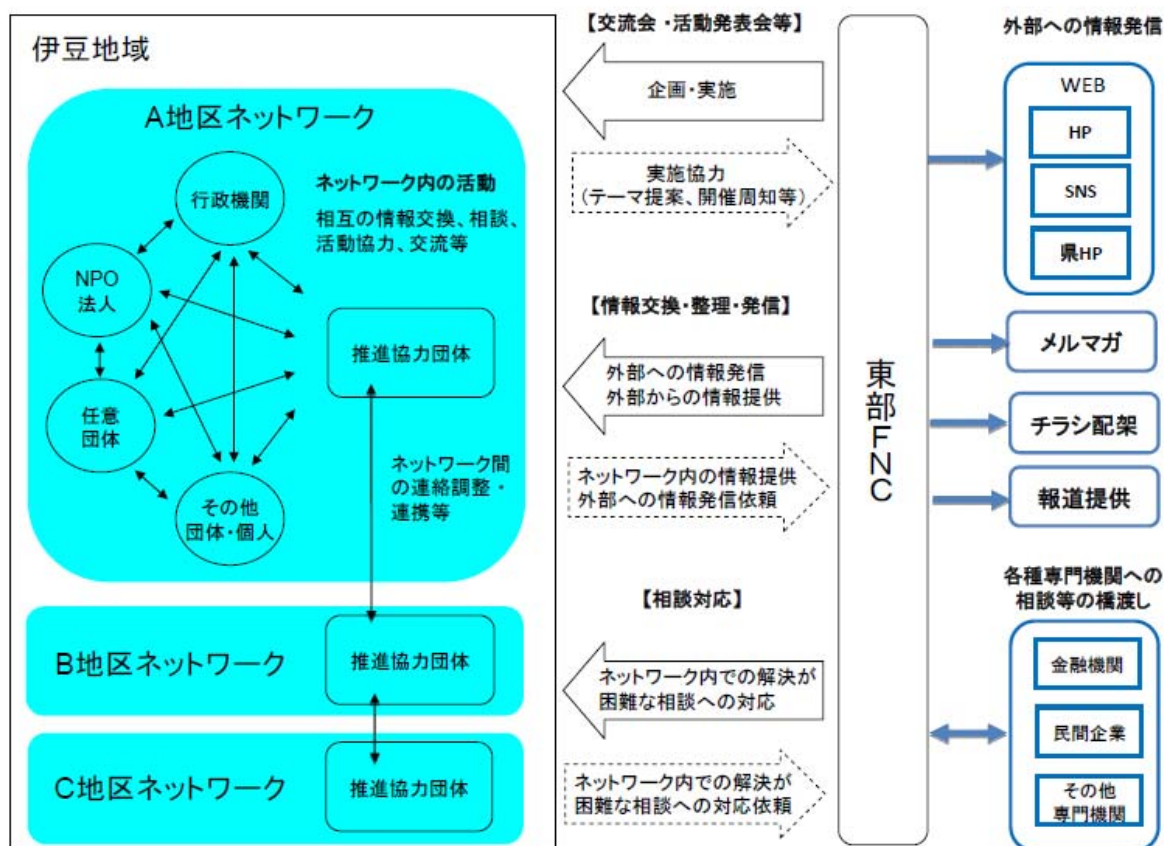 伊豆地域
A地区ネットワーク
行政機関
NPO
法人
任意
団体
その他
団体・個人
ネットワーク内の活動
相互の情報交換、相談、
活動協力、交流等
推進協力団体
ネットワーク間
の連絡調整・
連携等
B地区ネットワーク
推進協力団体
C地区ネットワーク
推進協力団体
【交流会・活動発表会等】
企画・実施
実施協力
（テーマ提案、開催周知等）
【情報交換・整理・発信】
外部への情報発信
外部からの情報提供
ネットワーク内の情報提供
外部への情報発信依頼
【相談対応】
ネットワーク内での解決が
困難な相談への対応
ネットワーク内での解決が
困難な相談への対応依頼
東部FNC
外部への情報発信
WEB
HP
SNS
県HP
メルマガ
チラシ配架
報道提供
各種専門機関への
相談等の橋渡し
金融機関
民間企業
その他
専門機関